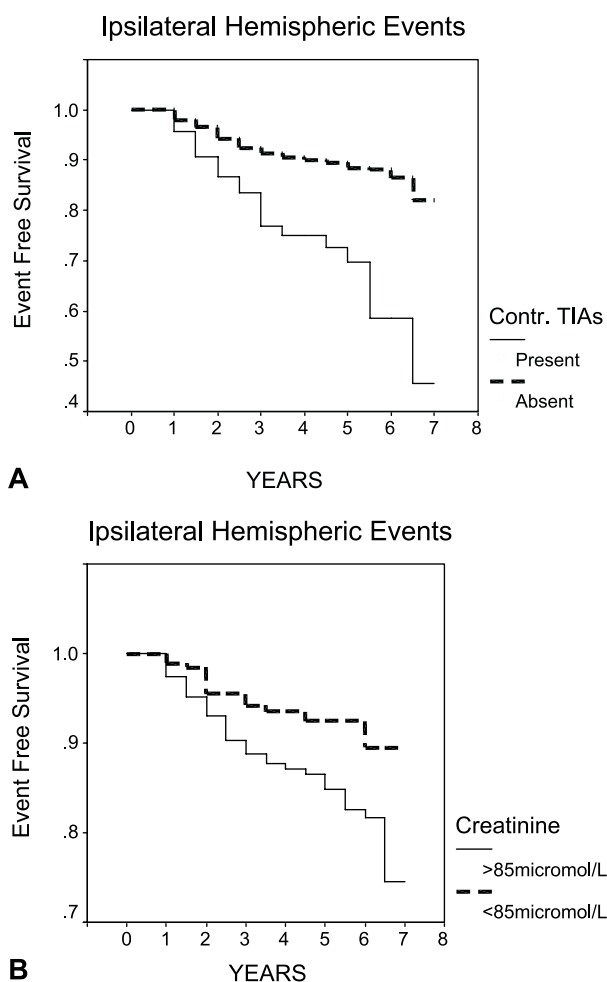 Ipsilateral Hemispheric Events
Event Free Survival
1.0
.9
.8
.7
.6
.5
.4
0 1 2 3 4 5 6 7 8
YEARS
Contr. TIAs
Present
Absent
A
Ipsilateral Hemispheric Events
Event Free Survival
1.0
.9
.8
.7
0 1 2 3 4 5 6 7 8
YEARS
Creatinine
>85micromol/L
<85micromol/L
B